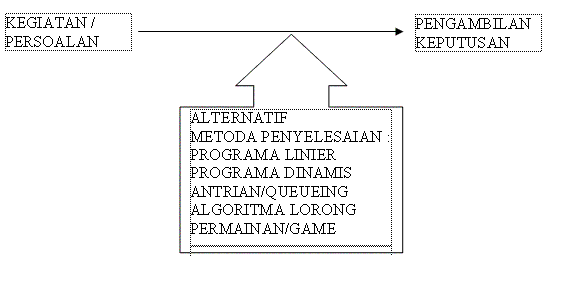 KEGIATAN /
PERSOALAN
PENGAMBILAN
KEPUTUSAN
ALTERNATIF
METODA PENYELESAIAN :
PROGRAMA LINIER
PROGRAMA DINAMIS
ANTRIAN/QUEUEING
ALGORITMA LORONG
PERMAINAN/GAME